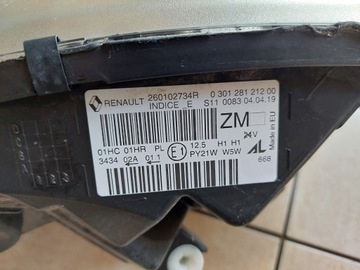 RENAULT 260102734R 0 301 281 212 00
INDICE E S11 0083 04.04.19
ZM
V
01HC 01HR PL 12.5 H1 H1
3434 02A 01 1 E1 PY21W W5W
AL
668
Made in EU